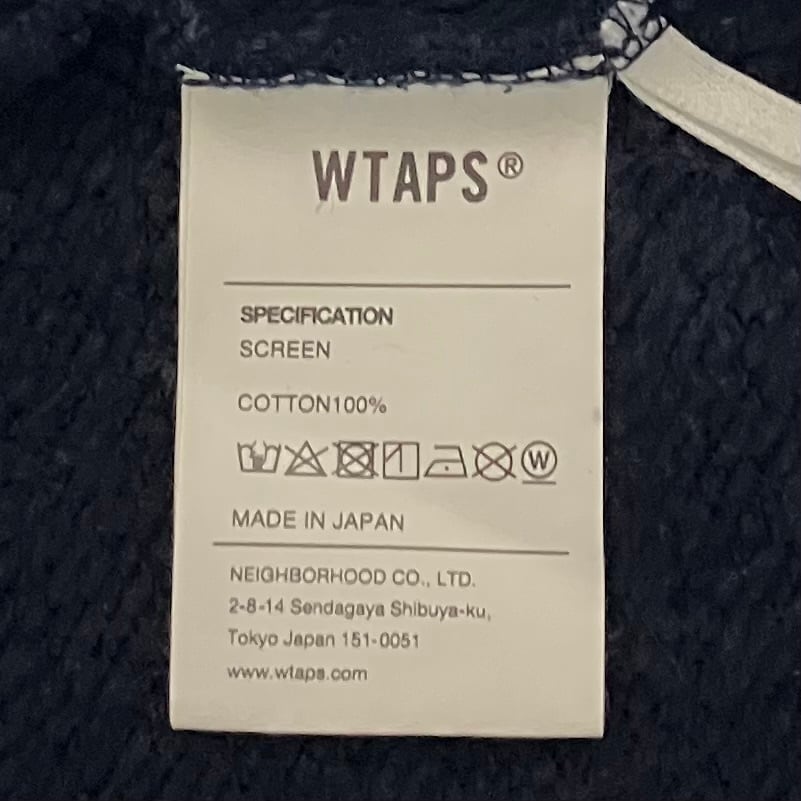 WTAPS®
SPECIFICATION
SCREEN
COTTON100%
W
MADE IN JAPAN
NEIGHBORHOOD CO., LTD.
2-8-14 Sendagaya Shibuya-ku,
Tokyo Japan 151-0051
www.wtaps.com